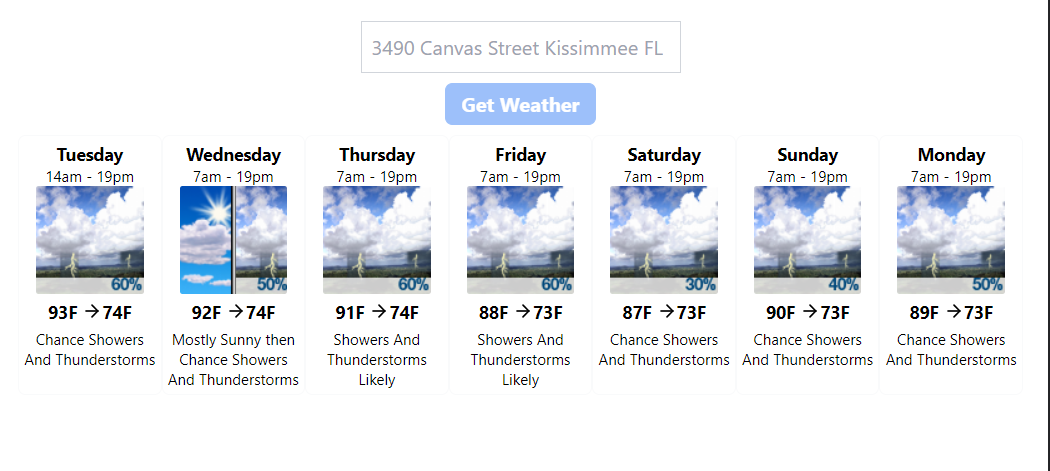 3490 Canvas Street Kissimmee FL
Get Weather
Tuesday
14am - 19pm
60%
93F →74F
Chance Showers
And Thunderstorms
Wednesday
7am - 19pm
50%
92F →74F
Mostly Sunny then
Chance Showers
And Thunderstorms
Thursday
7am - 19pm
60%
91F →74F
Showers And
Thunderstorms
Likely
Friday
7am - 19pm
60%
88F →73F
Showers And
Thunderstorms
Likely
Saturday
7am - 19pm
30%
87F →73F
Chance Showers
And Thunderstorms
Sunday
7am - 19pm
40%
90F →73F
Chance Showers
And Thunderstorms
Monday
7am - 19pm
50%
89F →73F
Chance Showers
And Thunderstorms